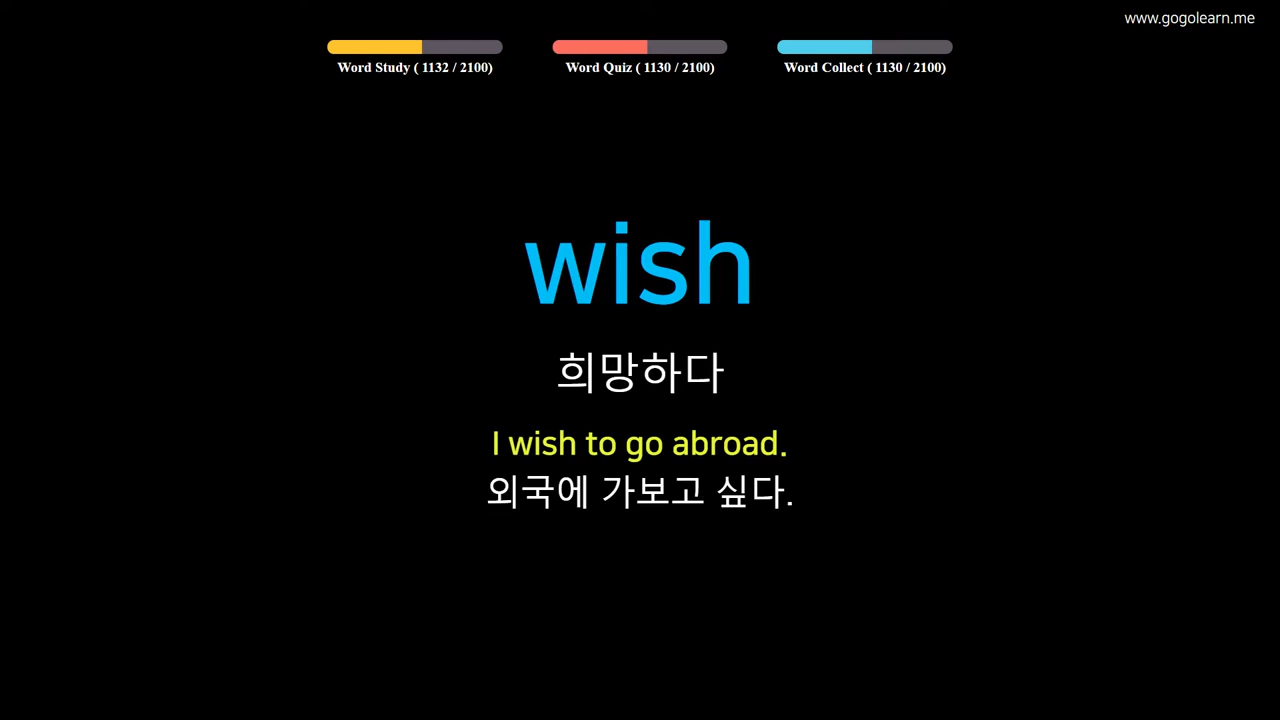 www.gogolearn.me
Word Study ( 1132 / 2100)
Word Quiz ( 1130 / 2100)
Word Collect ( 1130 / 2100)
wish
희망하다
I wish to go abroad.
외국에 가보고 싶다.